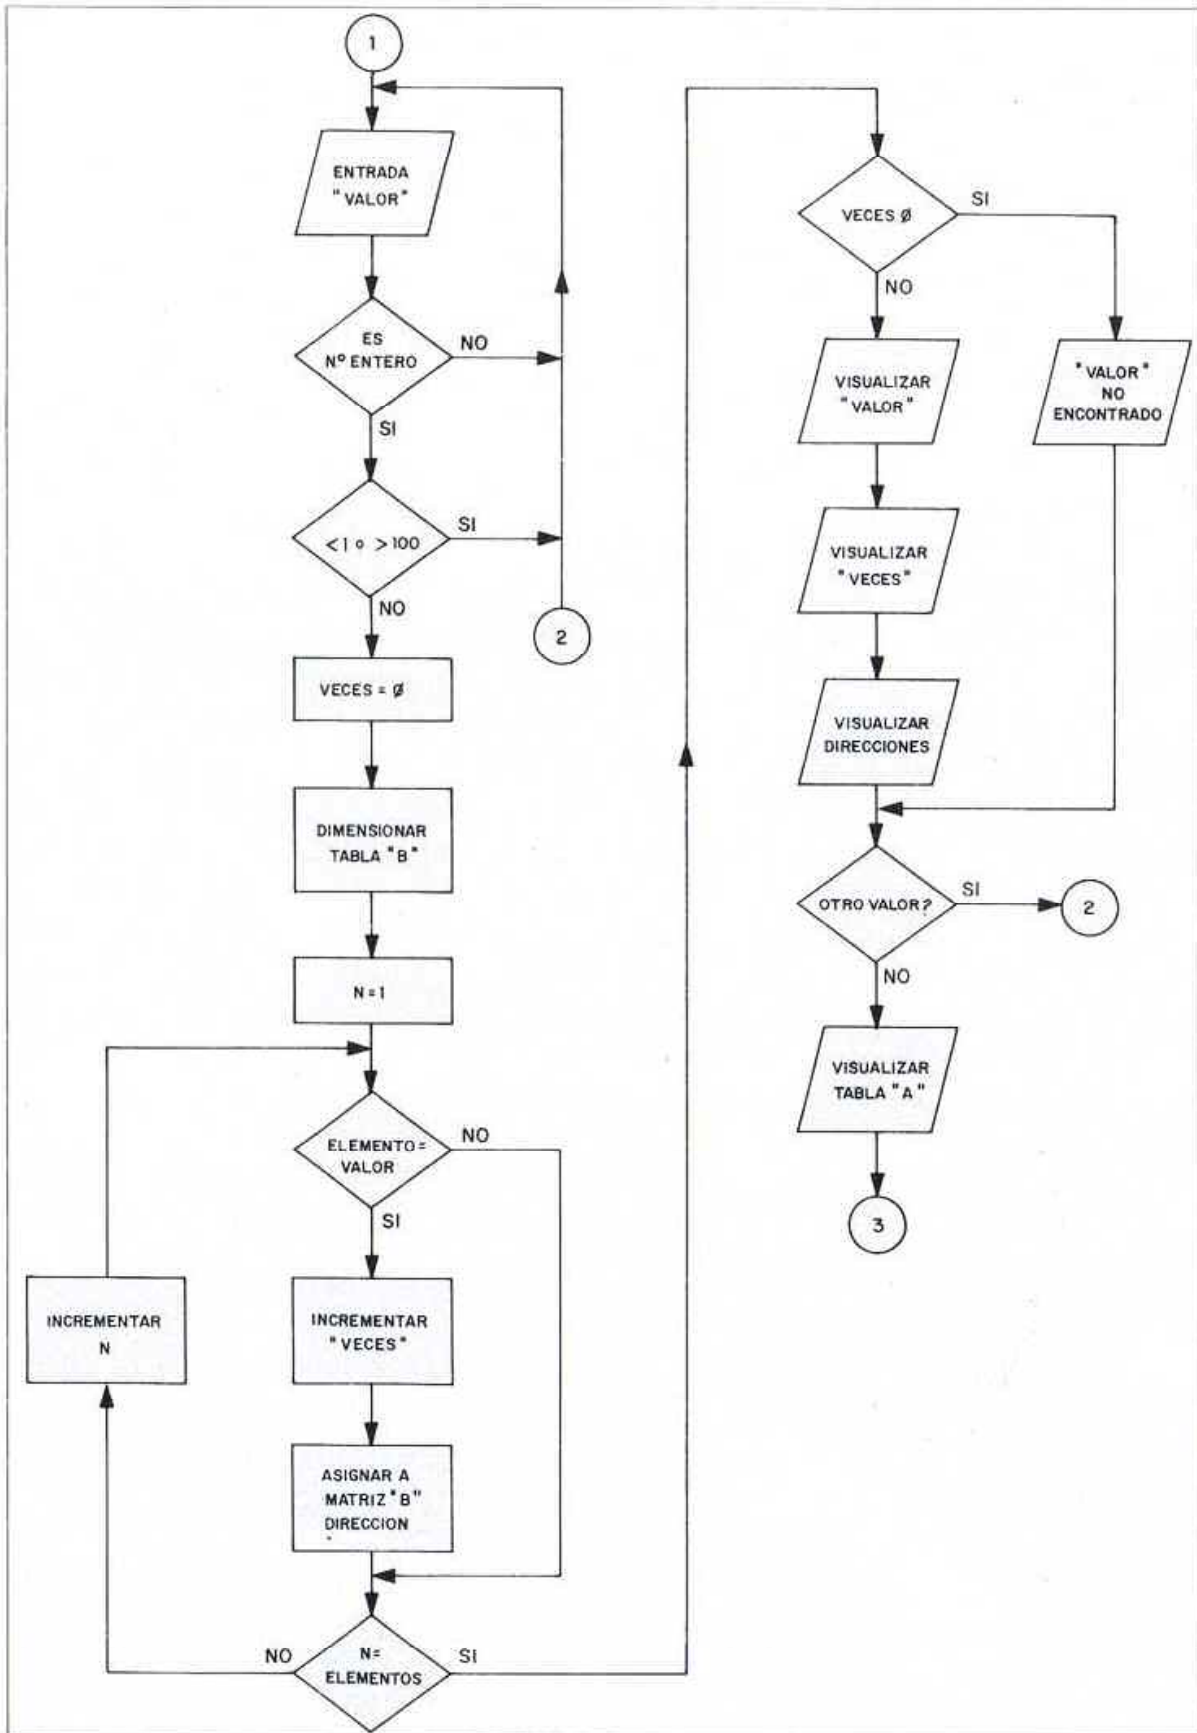 1
ENTRADA
"VALOR"
ES
Nº ENTERO
NO
SI
<1 o >100
SI
NO
2
VECES = Ø
DIMENSIONAR
TABLA "B"
N=1
ELEMENTO=
VALOR
NO
SI
INCREMENTAR
N
INCREMENTAR
"VECES"
ASIGNAR A
MATRIZ "B"
DIRECCION
N=
ELEMENTOS
NO
SI
VECES Ø
SI
NO
VISUALIZAR
"VALOR"
"VALOR"
NO
ENCONTRADO
VISUALIZAR
"VECES"
VISUALIZAR
DIRECCIONES
OTRO VALOR?
SI
2
NO
VISUALIZAR
TABLA "A"
3